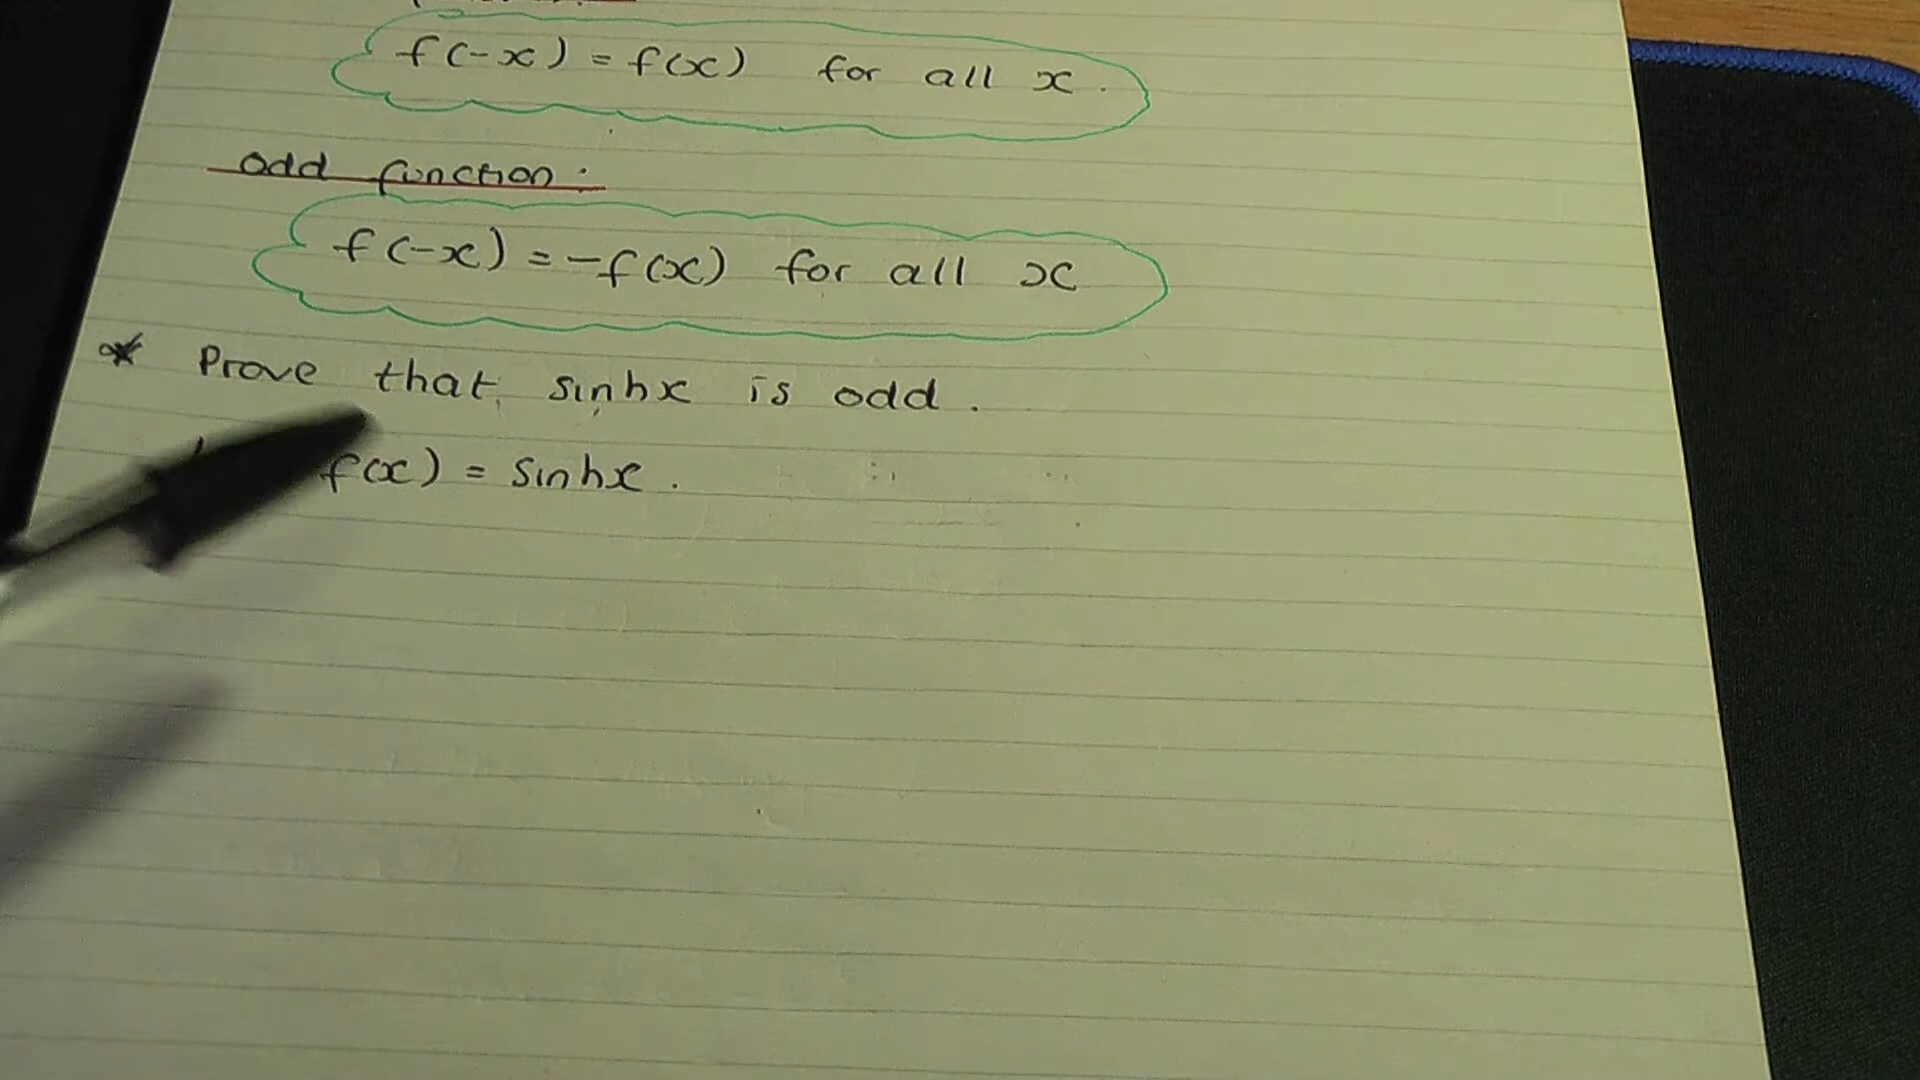 f(-x) = f(x) for all x.
odd function:
f(-x) = -f(x) for all x
* Prove that sinhx is odd.
f(x) = sinhx.